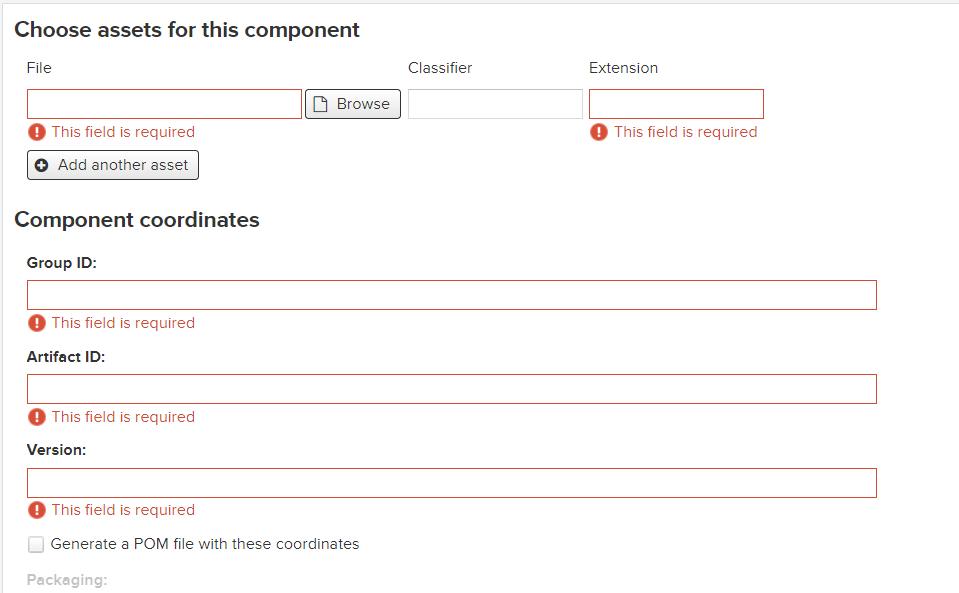 Choose assets for this component
File Classifier Extension
Browse
This field is required This field is required
Add another asset
Component coordinates
Group ID:
This field is required
Artifact ID:
This field is required
Version:
This field is required
Generate a POM file with these coordinates
Packaging: